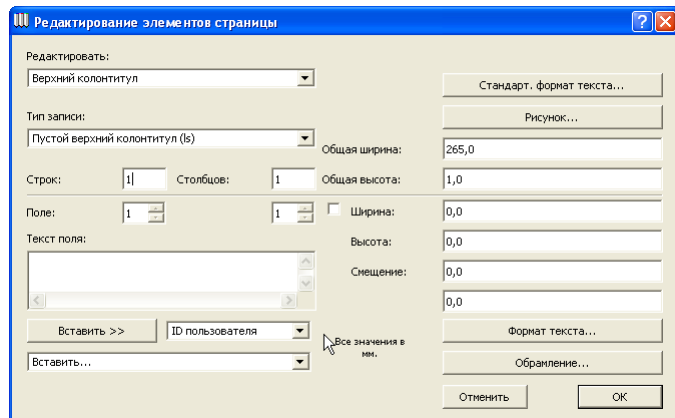 Редактирование элементов страницы
Редактировать:
Верхний колонтитул
Стандарт. формат текста...
Тип записи:
Рисунок...
Пустой верхний колонтитул (ls)
Общая ширина: 265,0
Строк: 1 Столбцов: 1 Общая высота: 1,0
Поле: 1 1 Ширина: 0,0
Текст поля:
Высота: 0,0
Смещение: 0,0
0,0
Вставить >> ID пользователя
Все значения в
мм.
Формат текста...
Вставить...
Обрамление...
Отменить OK